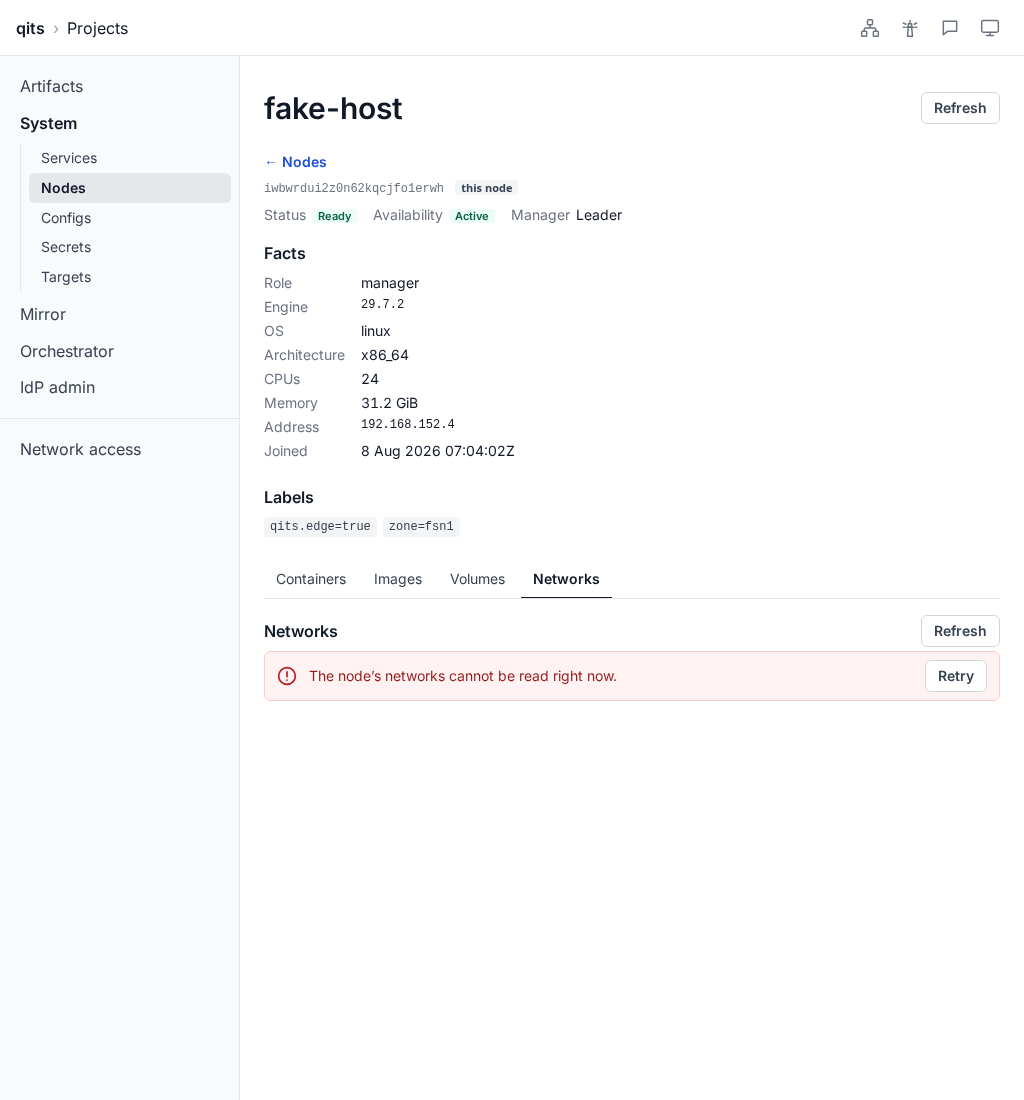 qits › Projects
Artifacts
System
Services
Nodes
Configs
Secrets
Targets
Mirror
Orchestrator
IdP admin
Network access
fake-host
Refresh
← Nodes
iwbwrdui2z0n62kqcjfo1erwh this node
Status Ready Availability Active Manager Leader
Facts
Role manager
Engine 29.7.2
OS linux
Architecture x86_64
CPUs 24
Memory 31.2 GiB
Address 192.168.152.4
Joined 8 Aug 2026 07:04:02Z
Labels
qits.edge=true zone=fsn1
Containers Images Volumes Networks
Networks Refresh
The node’s networks cannot be read right now. Retry